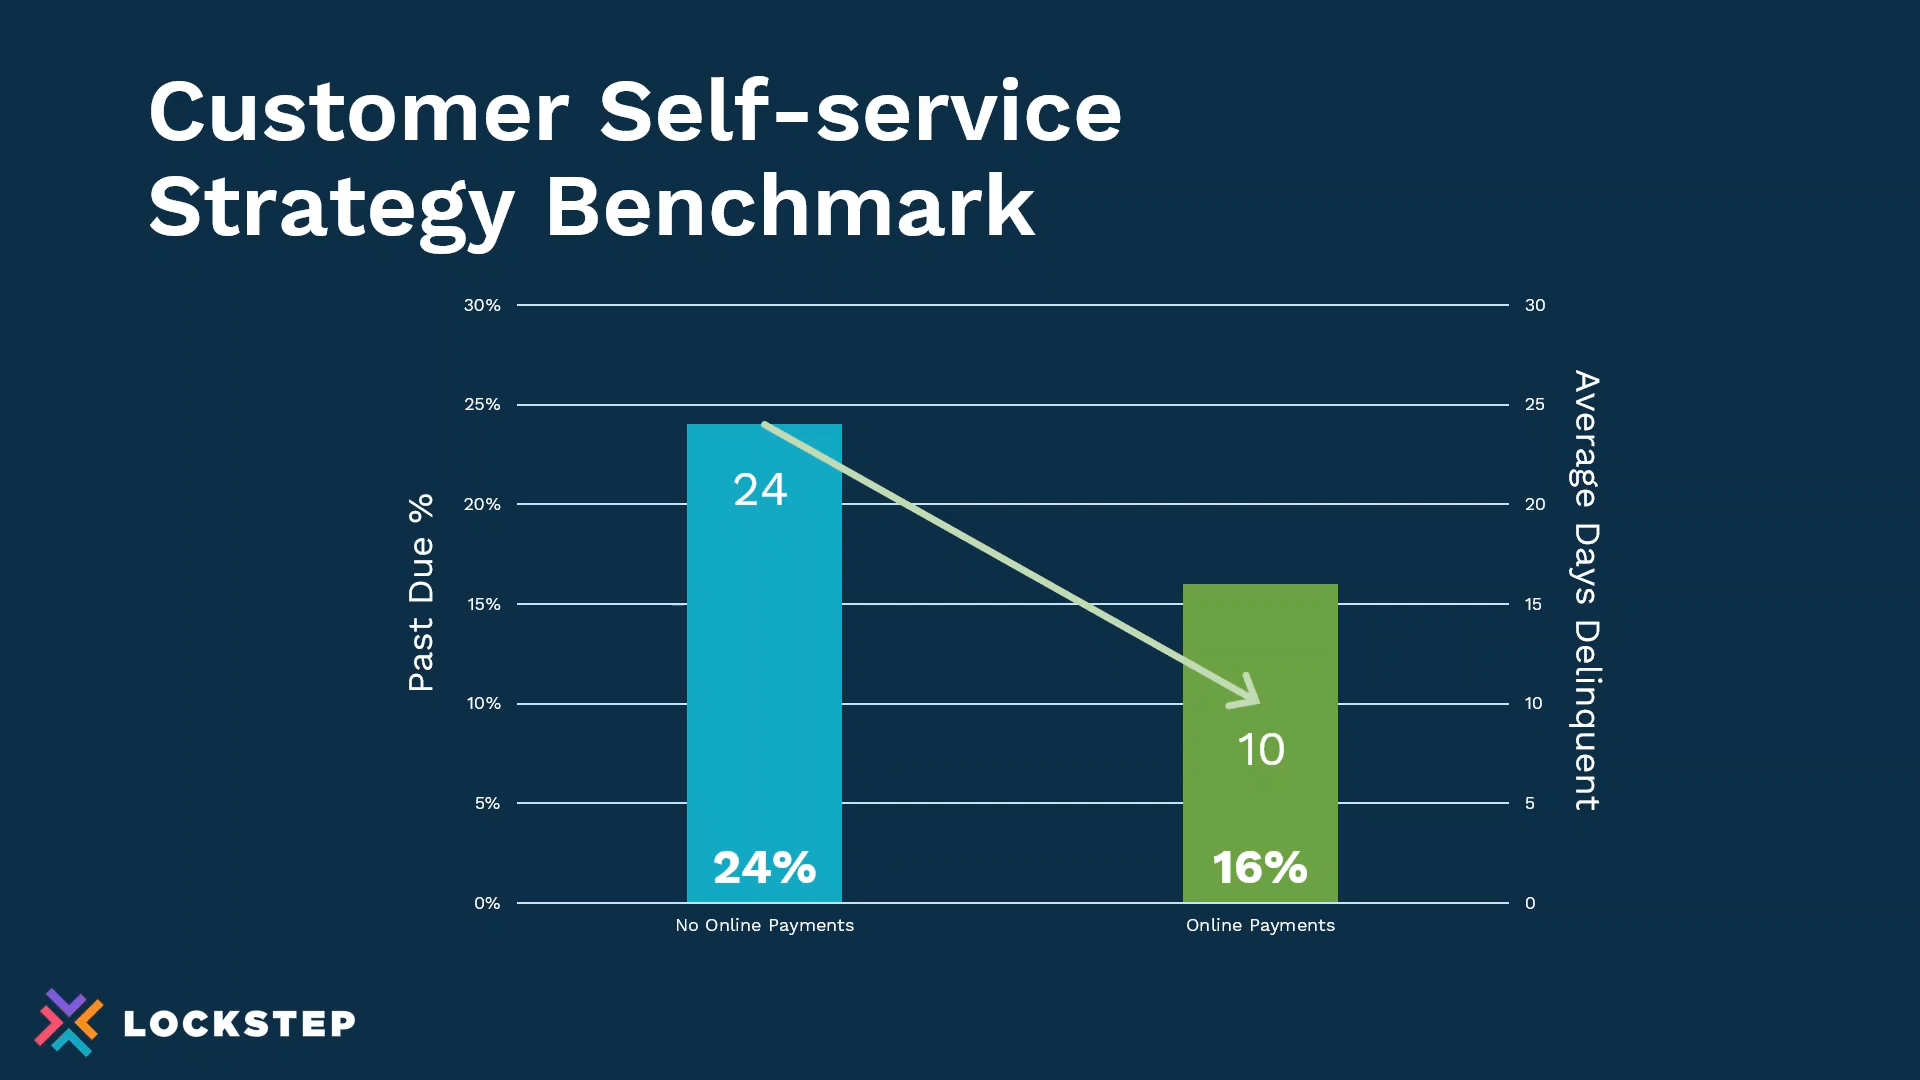 Customer Self-service
Strategy Benchmark
Past Due %
30%
25%
20%
15%
10%
5%
0%
24
24%
10
16%
30
25
20
15
10
5
0
Average Days Delinquent
No Online Payments
Online Payments
LOCKSTEP